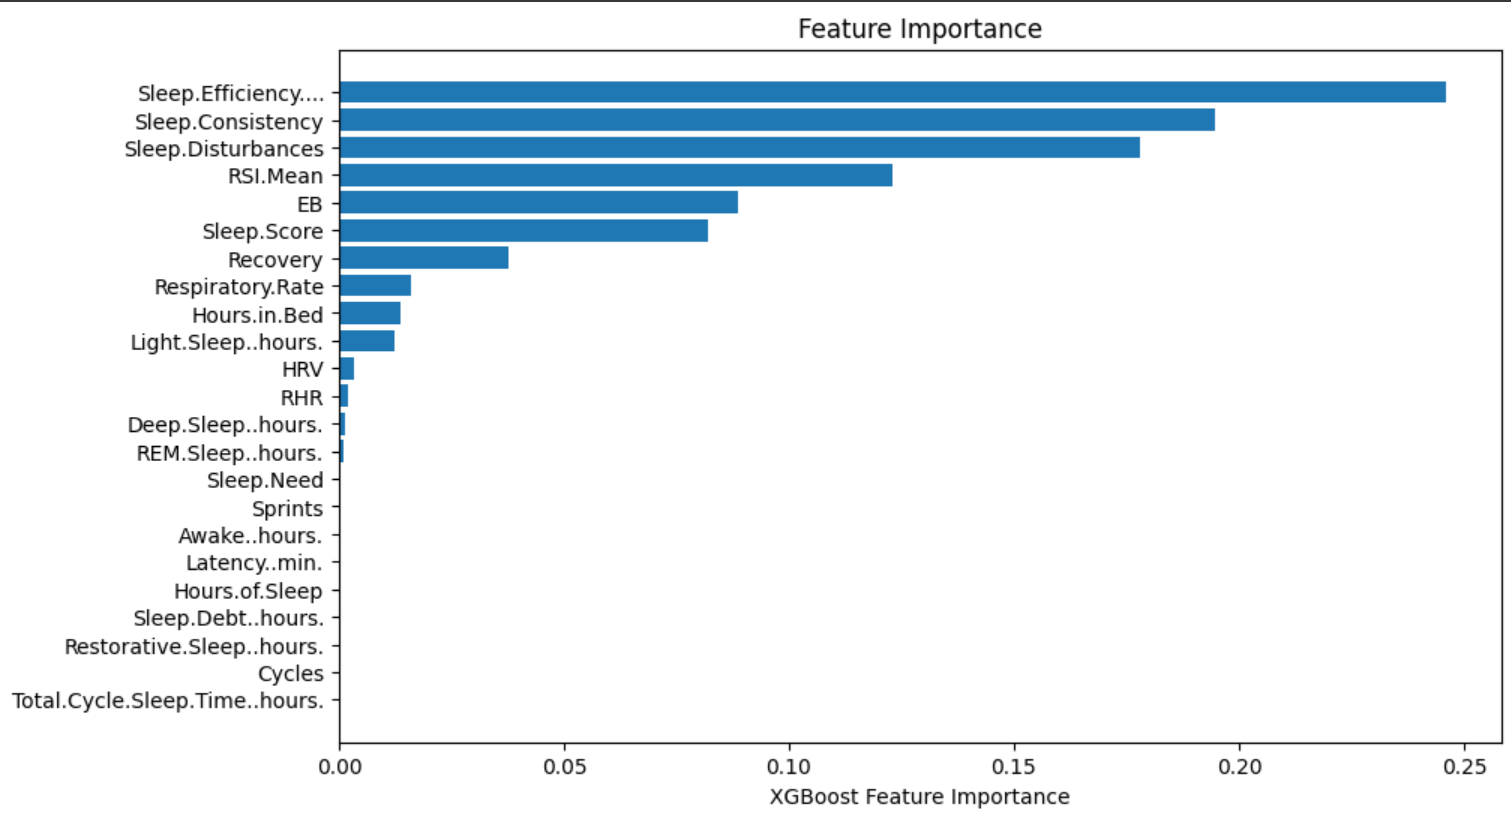 Feature Importance
Sleep.Efficiency....
Sleep.Consistency
Sleep.Disturbances
RSI.Mean
EB
Sleep.Score
Recovery
Respiratory.Rate
Hours.in.Bed
Light.Sleep..hours.
HRV
RHR
Deep.Sleep..hours.
REM.Sleep..hours.
Sleep.Need
Sprints
Awake..hours.
Latency..min.
Hours.of.Sleep
Sleep.Debt..hours.
Restorative.Sleep..hours.
Cycles
Total.Cycle.Sleep.Time..hours.
0.00 0.05 0.10 0.15 0.20 0.25
XGBoost Feature Importance